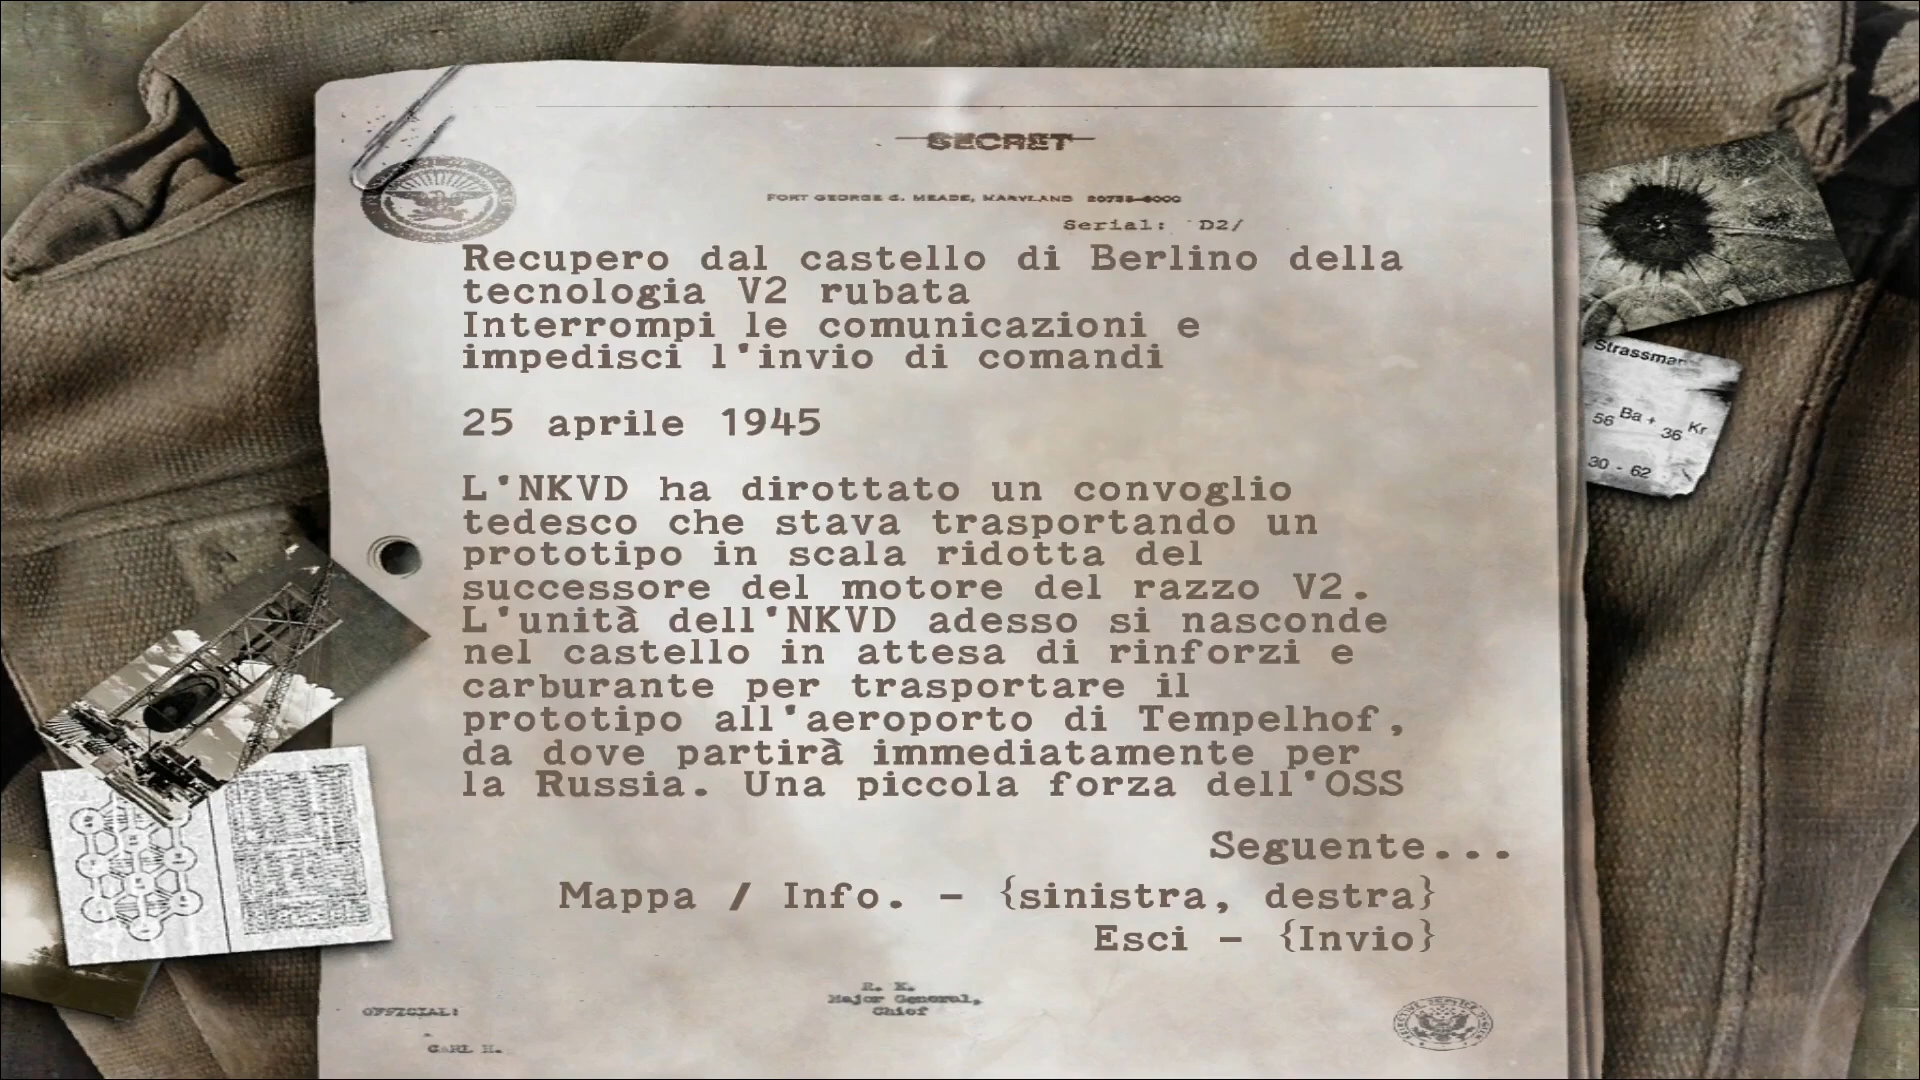 SECRET
FORT GEORGE G. MEADE, MARYLAND 20755-6000
Serial: D2/
Recupero dal castello di Berlino della
tecnologia V2 rubata
Interrompi le comunicazioni e
impedisci l'invio di comandi
25 aprile 1945
L'NKVD ha dirottato un convoglio
tedesco che stava trasportando un
prototipo in scala ridotta del
successore del motore del razzo V2.
L'unità dell'NKVD adesso si nasconde
nel castello in attesa di rinforzi e
carburante per trasportare il
prototipo all'aeroporto di Tempelhof,
da dove partirà immediatamente per
la Russia. Una piccola forza dell'OSS
Seguente...
Mappa / Info. - {sinistra, destra}
Esci - {Invio}
R. K.
Major General,
Chief
OFFICIAL:
CARL H.
56 Ba + 36 Kr
30 - 62